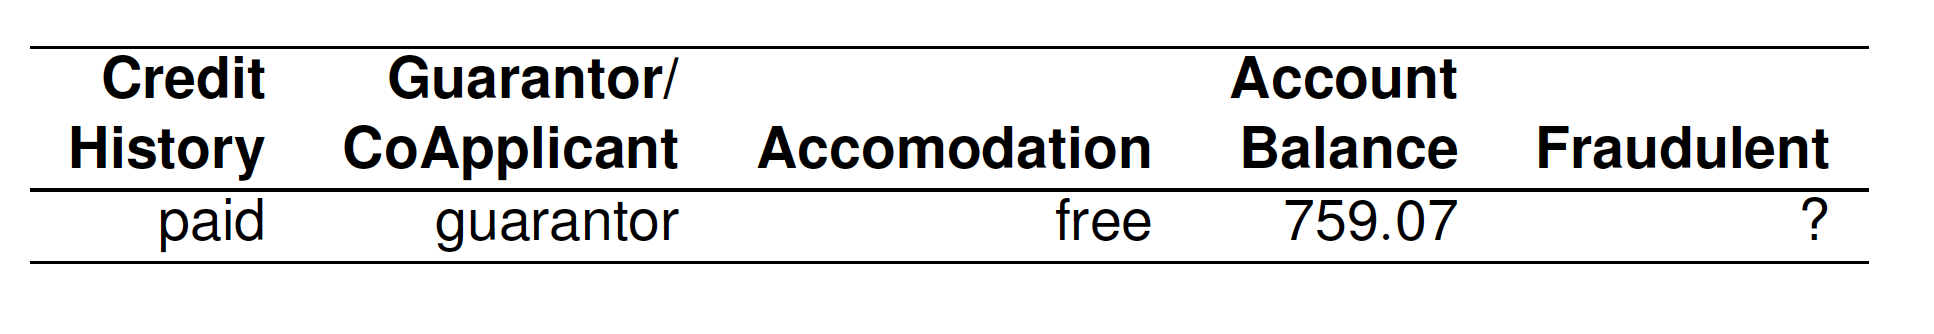 Credit Guarantor/ Account
History CoApplicant Accomodation Balance Fraudulent
paid guarantor free 759.07 ?